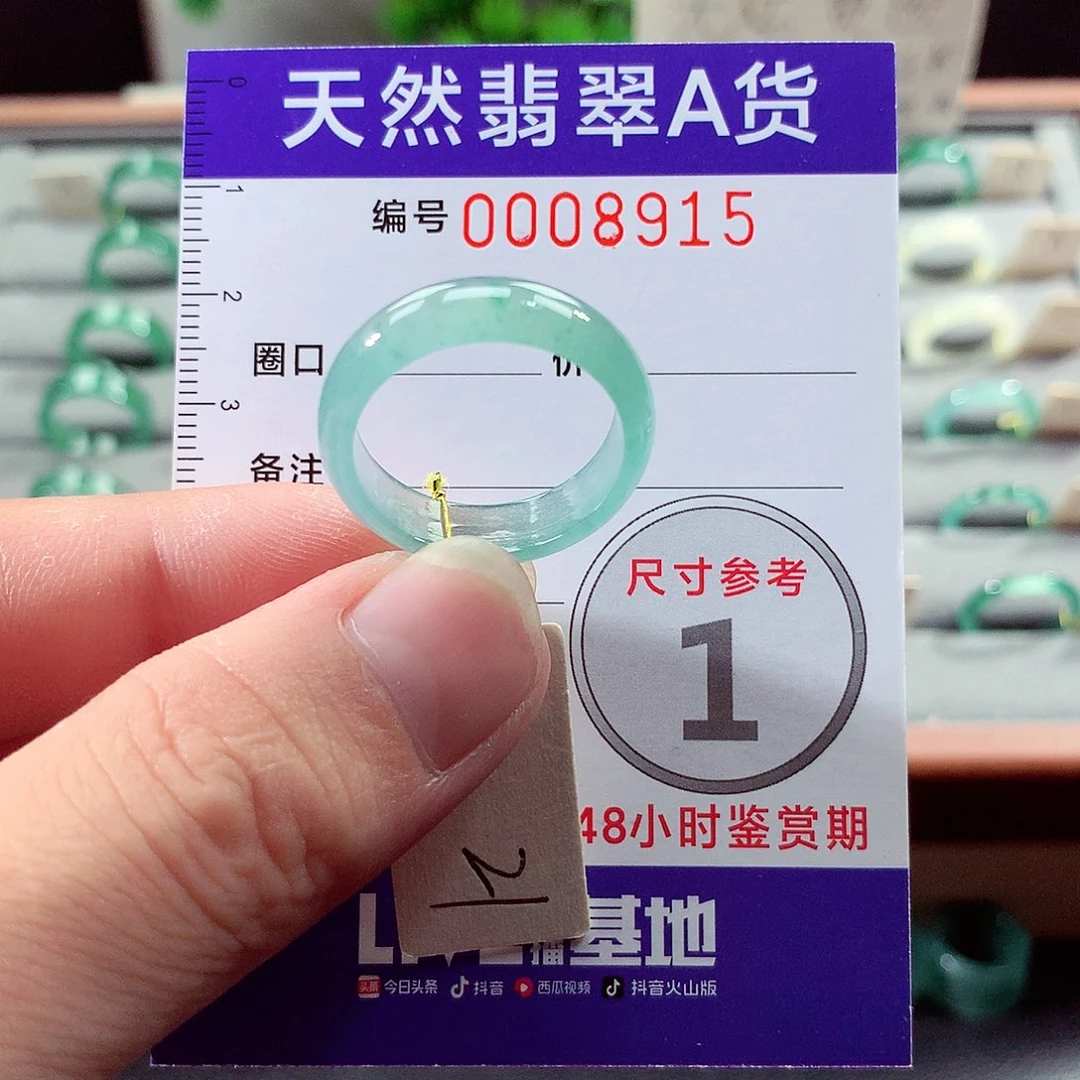 天然翡翠A货
0
1
2
3
编号 0008915
圈口
备注
尺寸参考
1
48小时鉴赏期
基地
头条 今日头条 抖音 西瓜视频 抖音火山版